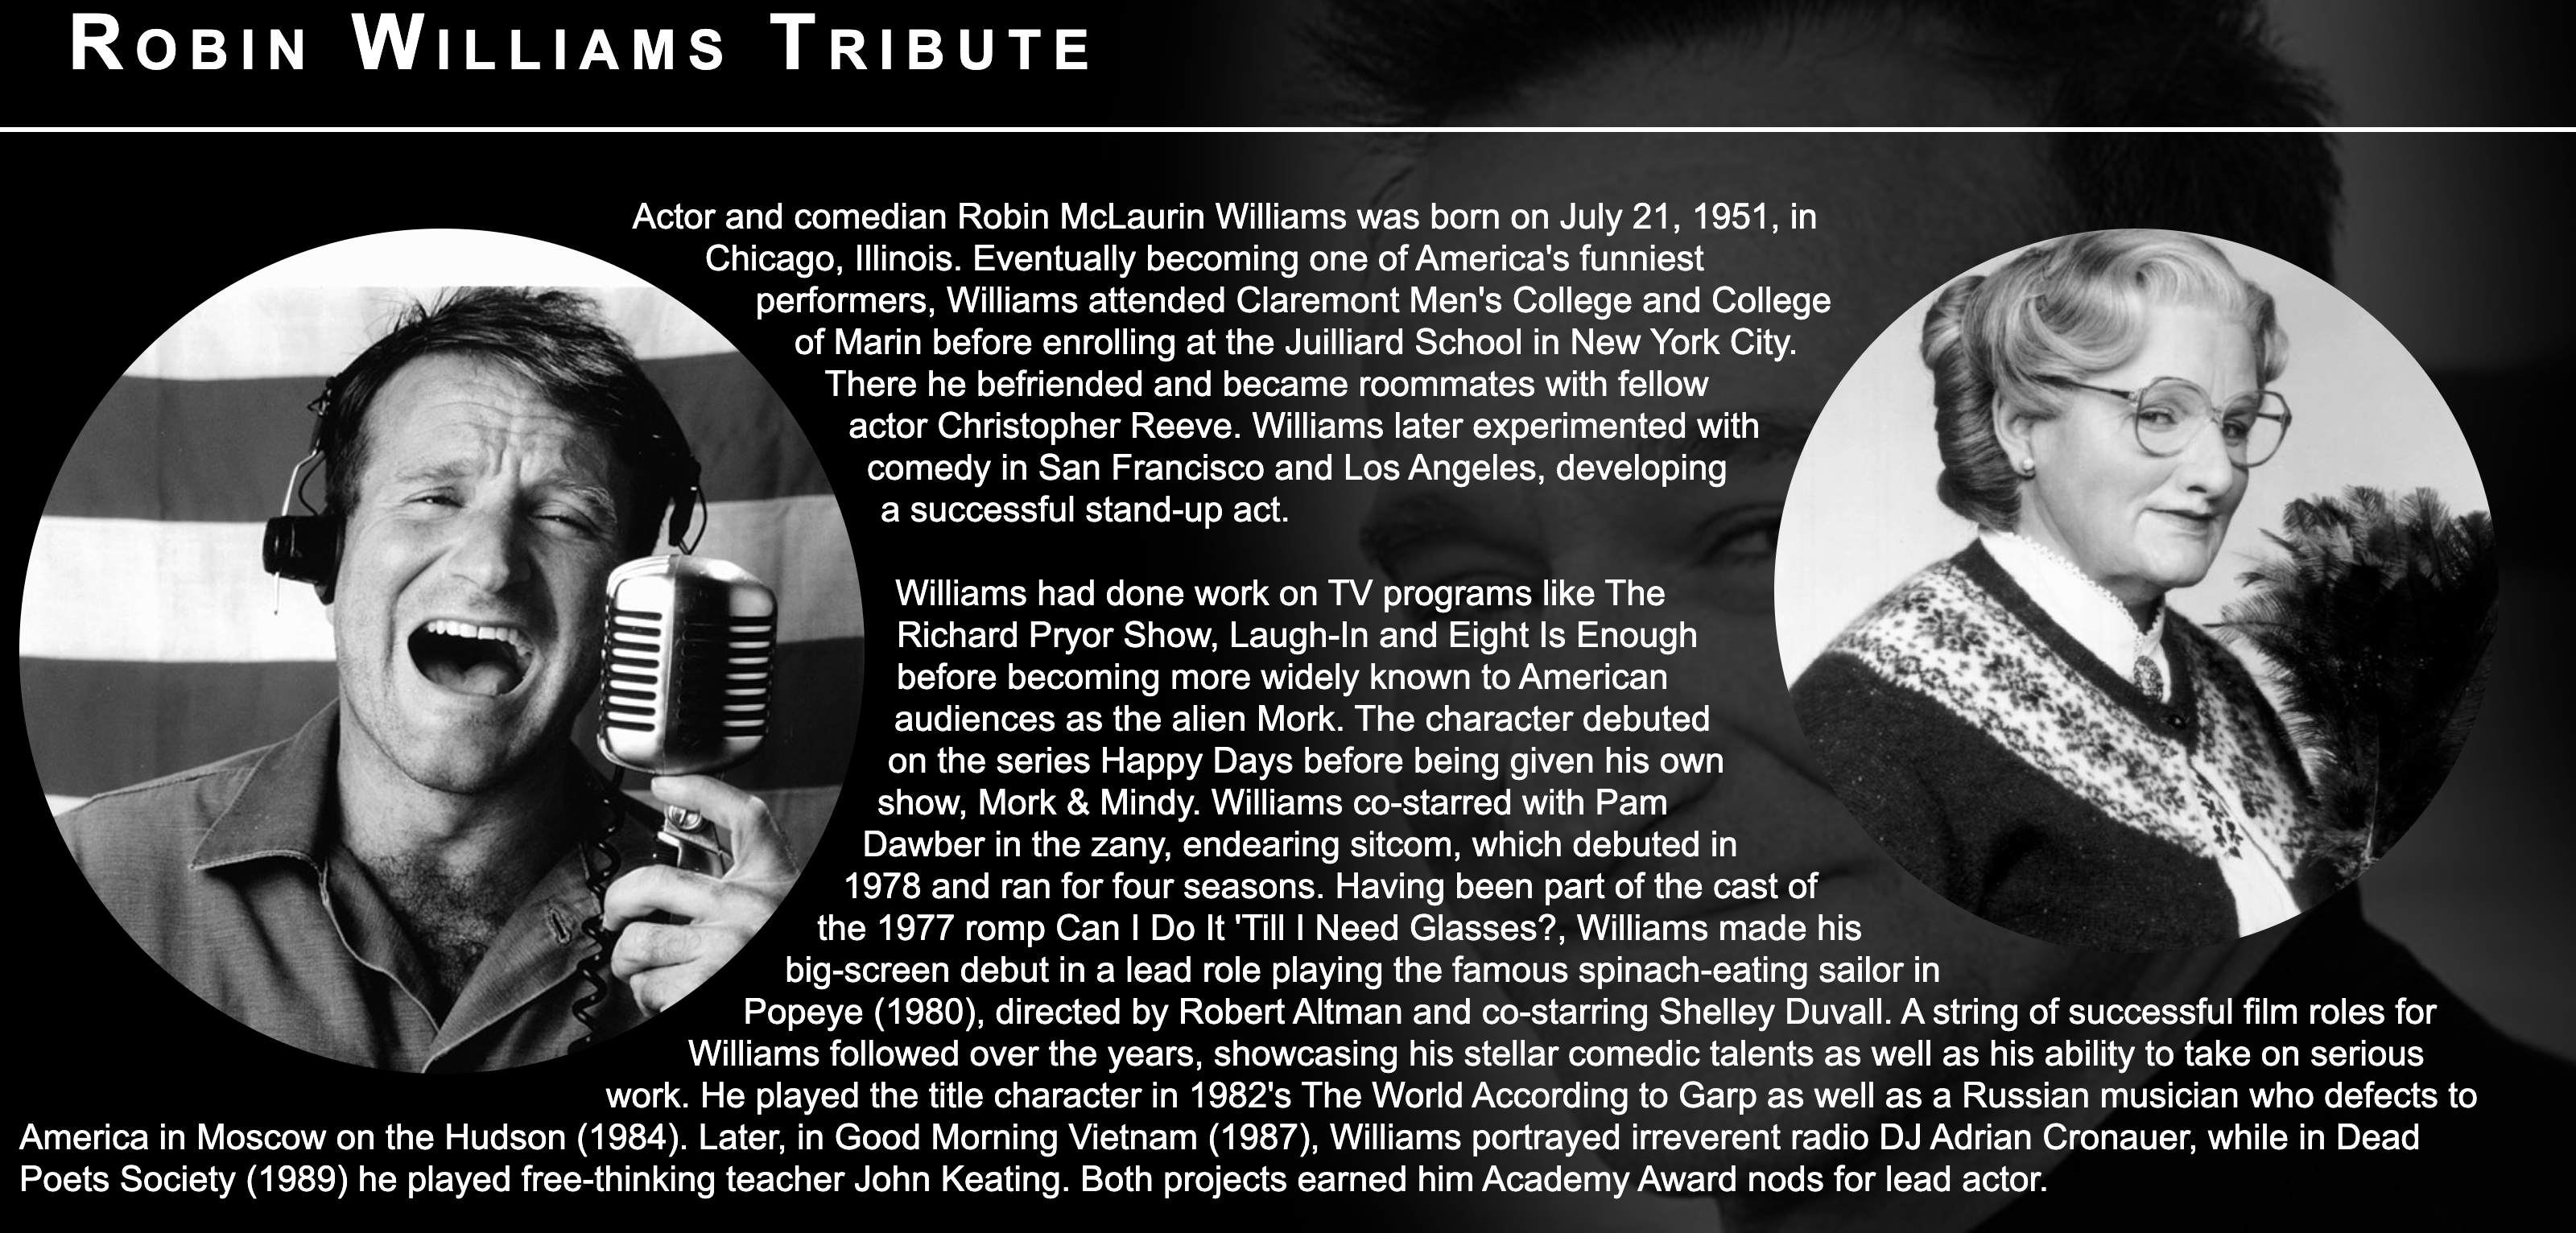 Robin Williams Tribute
Actor and comedian Robin McLaurin Williams was born on July 21, 1951, in
Chicago, Illinois. Eventually becoming one of America's funniest
performers, Williams attended Claremont Men's College and College
of Marin before enrolling at the Juilliard School in New York City.
There he befriended and became roommates with fellow
actor Christopher Reeve. Williams later experimented with
comedy in San Francisco and Los Angeles, developing
a successful stand-up act.
Williams had done work on TV programs like The
Richard Pryor Show, Laugh-In and Eight Is Enough
before becoming more widely known to American
audiences as the alien Mork. The character debuted
on the series Happy Days before being given his own
show, Mork & Mindy. Williams co-starred with Pam
Dawber in the zany, endearing sitcom, which debuted in
1978 and ran for four seasons. Having been part of the cast of
the 1977 romp Can I Do It 'Till I Need Glasses?, Williams made his
big-screen debut in a lead role playing the famous spinach-eating sailor in
Popeye (1980), directed by Robert Altman and co-starring Shelley Duvall. A string of successful film roles for
Williams followed over the years, showcasing his stellar comedic talents as well as his ability to take on serious
work. He played the title character in 1982's The World According to Garp as well as a Russian musician who defects to
America in Moscow on the Hudson (1984). Later, in Good Morning Vietnam (1987), Williams portrayed irreverent radio DJ Adrian Cronauer, while in Dead
Poets Society (1989) he played free-thinking teacher John Keating. Both projects earned him Academy Award nods for lead actor.